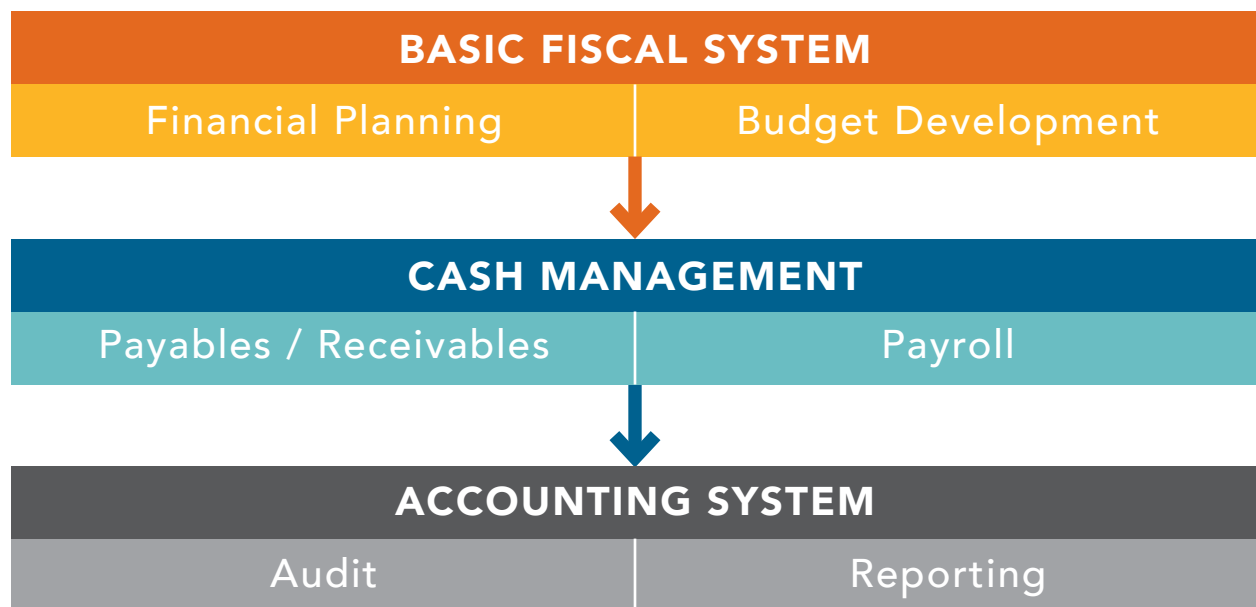 BASIC FISCAL SYSTEM
Financial Planning
Budget Development
CASH MANAGEMENT
Payables / Receivables
Payroll
ACCOUNTING SYSTEM
Audit
Reporting